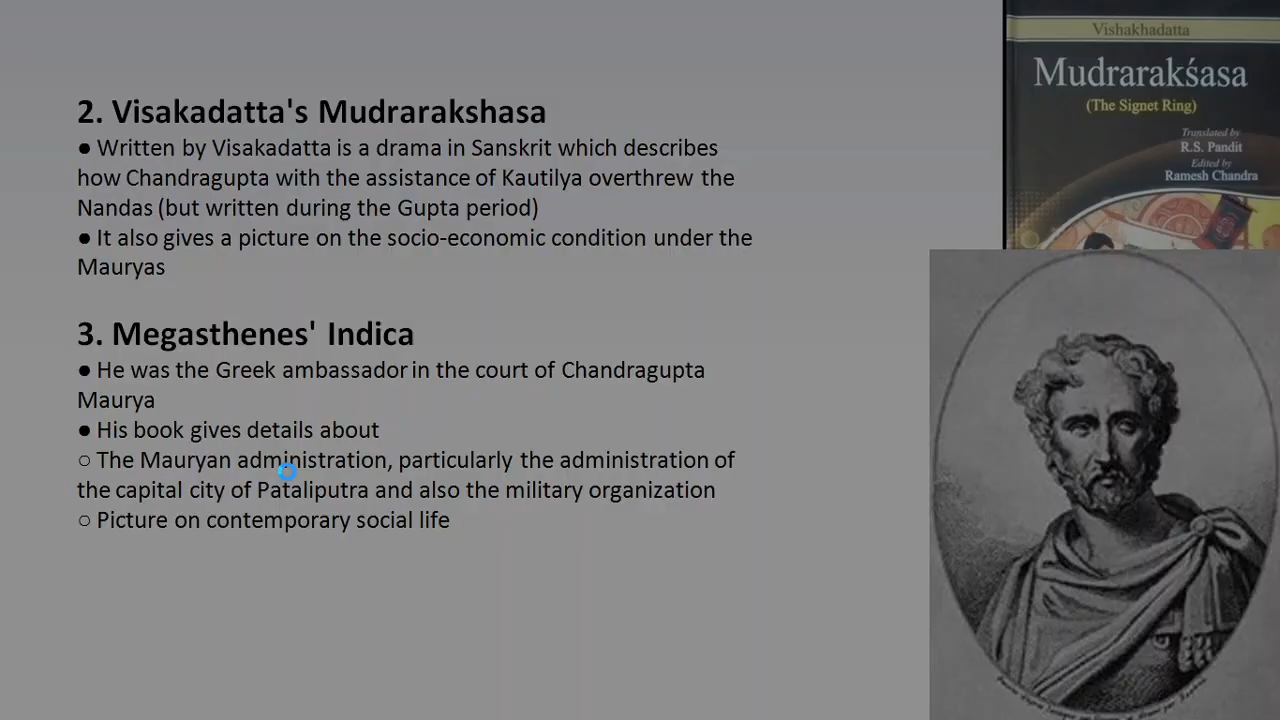 2. Visakadatta's Mudrarakshasa
● Written by Visakadatta is a drama in Sanskrit which describes
how Chandragupta with the assistance of Kautilya overthrew the
Nandas (but written during the Gupta period)
● It also gives a picture on the socio-economic condition under the
Mauryas
3. Megasthenes' Indica
● He was the Greek ambassador in the court of Chandragupta
Maurya
● His book gives details about
○ The Mauryan administration, particularly the administration of
the capital city of Pataliputra and also the military organization
○ Picture on contemporary social life
Vishakhadatta
Mudrarakśasa
(The Signet Ring)
Translated by
R.S. Pandit
Edited by
Ramesh Chandra